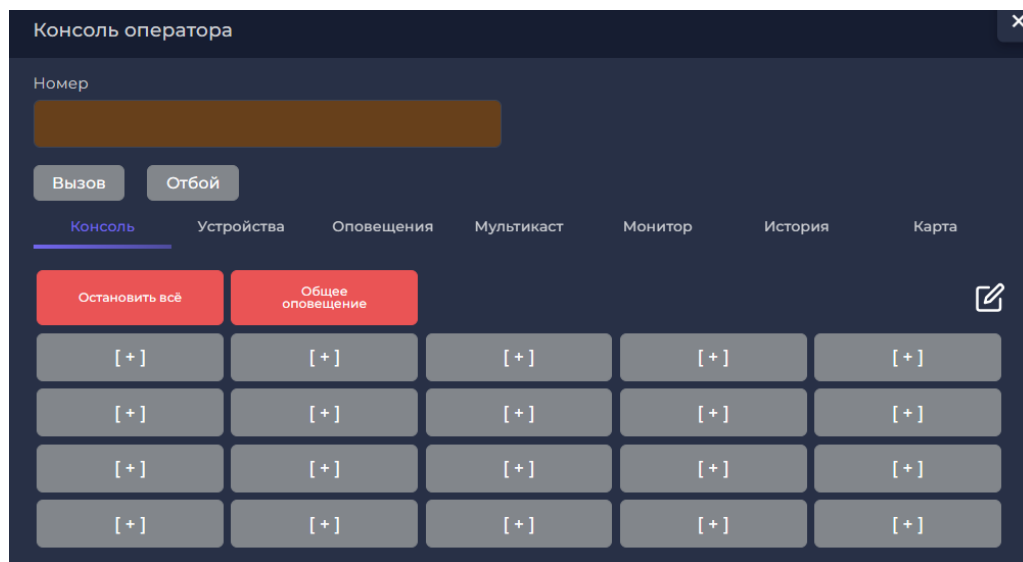 Консоль оператора
Номер
Вызов Отбой
Консоль Устройства Оповещения Мультикаст Монитор История Карта
Остановить всё Общее
оповещение
[ + ] [ + ] [ + ] [ + ] [ + ]
[ + ] [ + ] [ + ] [ + ] [ + ]
[ + ] [ + ] [ + ] [ + ] [ + ]
[ + ] [ + ] [ + ] [ + ] [ + ]